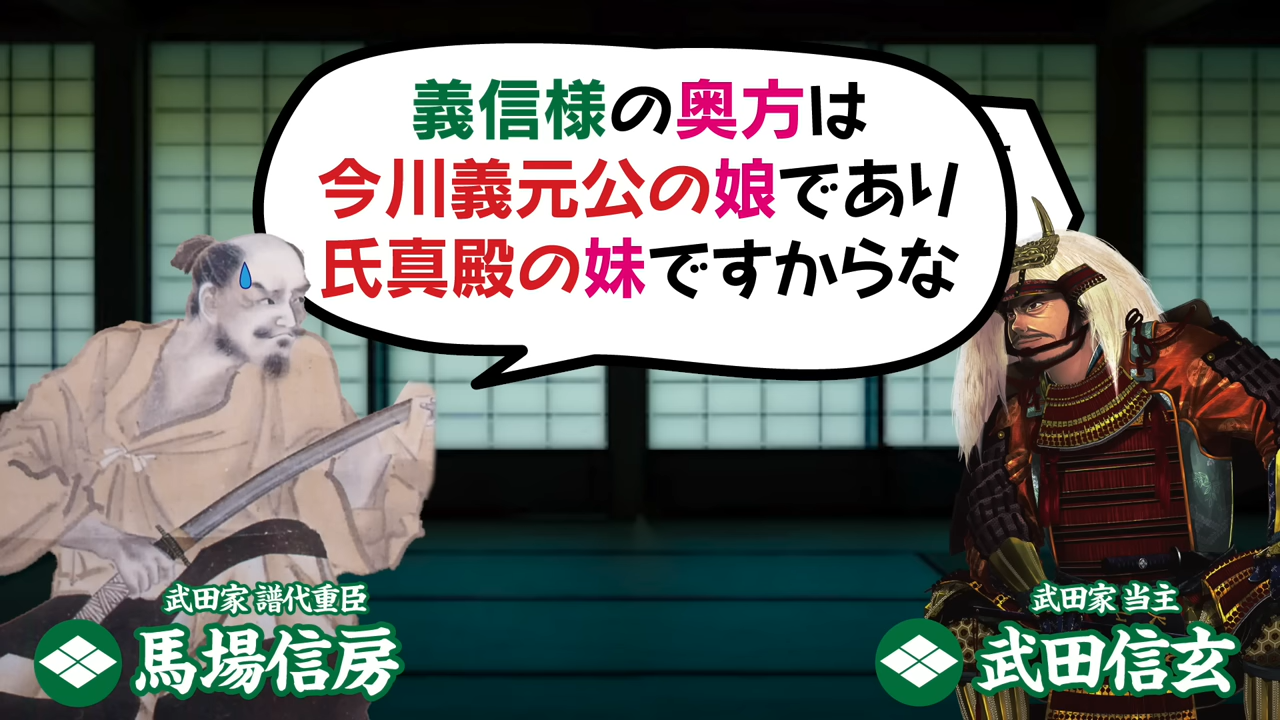 義信様の奥方は
今川義元公の娘であり
氏真殿の妹ですからな
武田家 譜代重臣
馬場信房
武田家 当主
武田信玄